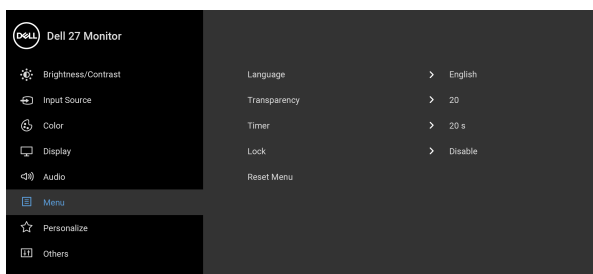 DELL Dell 27 Monitor
Brightness/Contrast
Language English
Input Source
Transparency 20
Color
Timer 20 s
Display
Lock Disable
Audio
Reset Menu
Menu
Personalize
Others